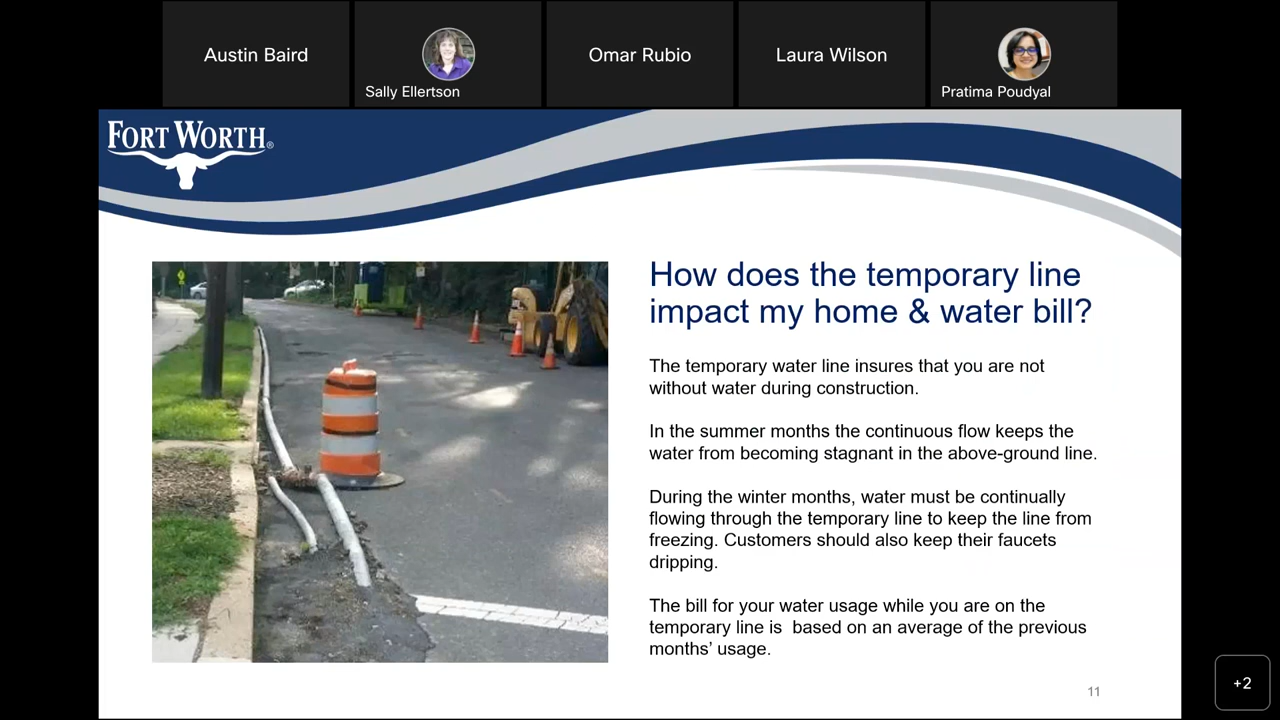 Austin Baird
Sally Ellertson
Omar Rubio
Laura Wilson
Pratima Poudyal
FORT WORTH®
How does the temporary line
impact my home & water bill?
The temporary water line insures that you are not
without water during construction.
In the summer months the continuous flow keeps the
water from becoming stagnant in the above-ground line.
During the winter months, water must be continually
flowing through the temporary line to keep the line from
freezing. Customers should also keep their faucets
dripping.
The bill for your water usage while you are on the
temporary line is  based on an average of the previous
months’ usage.
11
+2